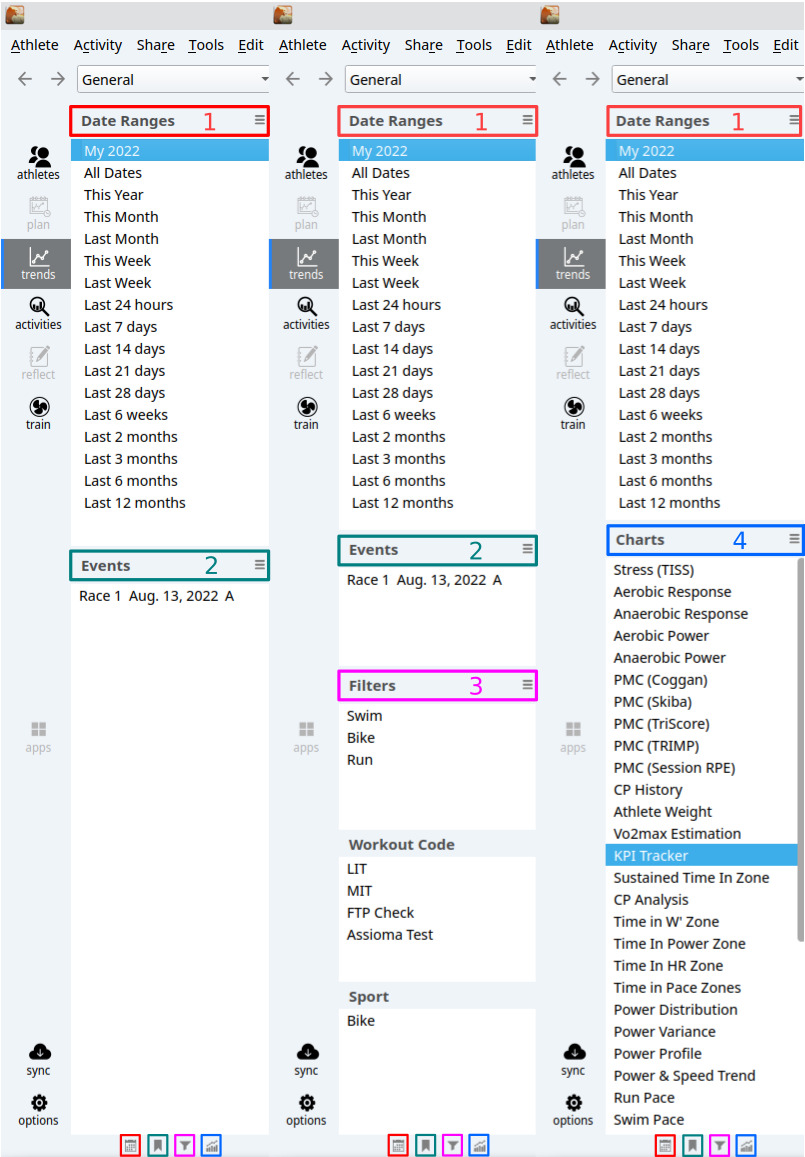 Athlete Activity Share Tools Edit
General
Date Ranges 1
My 2022
All Dates
This Year
This Month
Last Month
This Week
Last Week
Last 24 hours
Last 7 days
Last 14 days
Last 21 days
Last 28 days
Last 6 weeks
Last 2 months
Last 3 months
Last 6 months
Last 12 months
Events 2
Race 1 Aug. 13, 2022 A
athletes
plan
trends
activities
reflect
train
apps
sync
options
Athlete Activity Share Tools Edit
General
Date Ranges 1
My 2022
All Dates
This Year
This Month
Last Month
This Week
Last Week
Last 24 hours
Last 7 days
Last 14 days
Last 21 days
Last 28 days
Last 6 weeks
Last 2 months
Last 3 months
Last 6 months
Last 12 months
Events 2
Race 1 Aug. 13, 2022 A
Filters 3
Swim
Bike
Run
Workout Code
LIT
MIT
FTP Check
Assioma Test
Sport
Bike
athletes
plan
trends
activities
reflect
train
apps
sync
options
Athlete Activity Share Tools Edit
General
Date Ranges 1
My 2022
All Dates
This Year
This Month
Last Month
This Week
Last Week
Last 24 hours
Last 7 days
Last 14 days
Last 21 days
Last 28 days
Last 6 weeks
Last 2 months
Last 3 months
Last 6 months
Last 12 months
Charts 4
Stress (TISS)
Aerobic Response
Anaerobic Response
Aerobic Power
Anaerobic Power
PMC (Coggan)
PMC (Skiba)
PMC (TriScore)
PMC (TRIMP)
PMC (Session RPE)
CP History
Athlete Weight
Vo2max Estimation
KPI Tracker
Sustained Time In Zone
CP Analysis
Time in W' Zone
Time In Power Zone
Time In HR Zone
Time in Pace Zones
Power Distribution
Power Variance
Power Profile
Power & Speed Trend
Run Pace
Swim Pace
athletes
plan
trends
activities
reflect
train
apps
sync
options